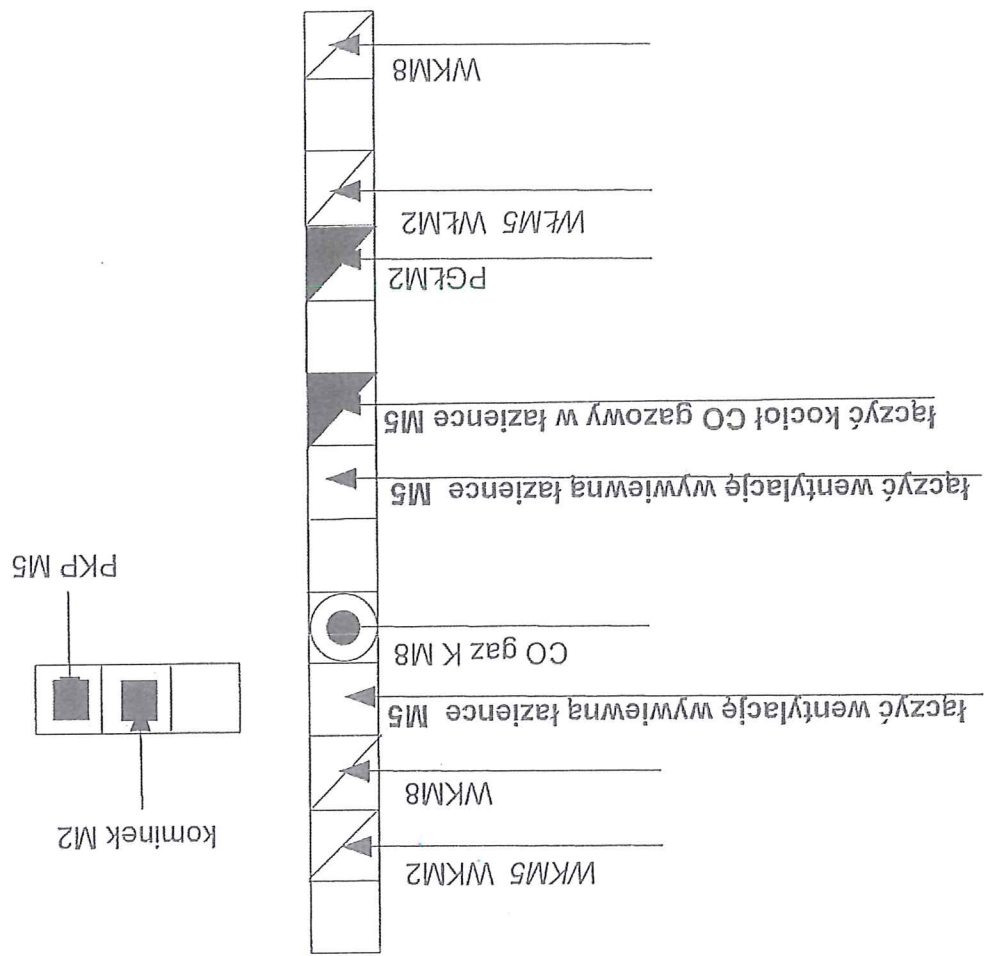 WKM5 WKM2
kominek M2
WKM8
łączyć wentylację wywiewną łazience M5
CO gaz K M8
PKP M5
łączyć wentylację wywiewną łazience M5
łączyć kocioł CO gazowy w łazience M5
PGŁM2
WŁM5 WŁM2
WKM8